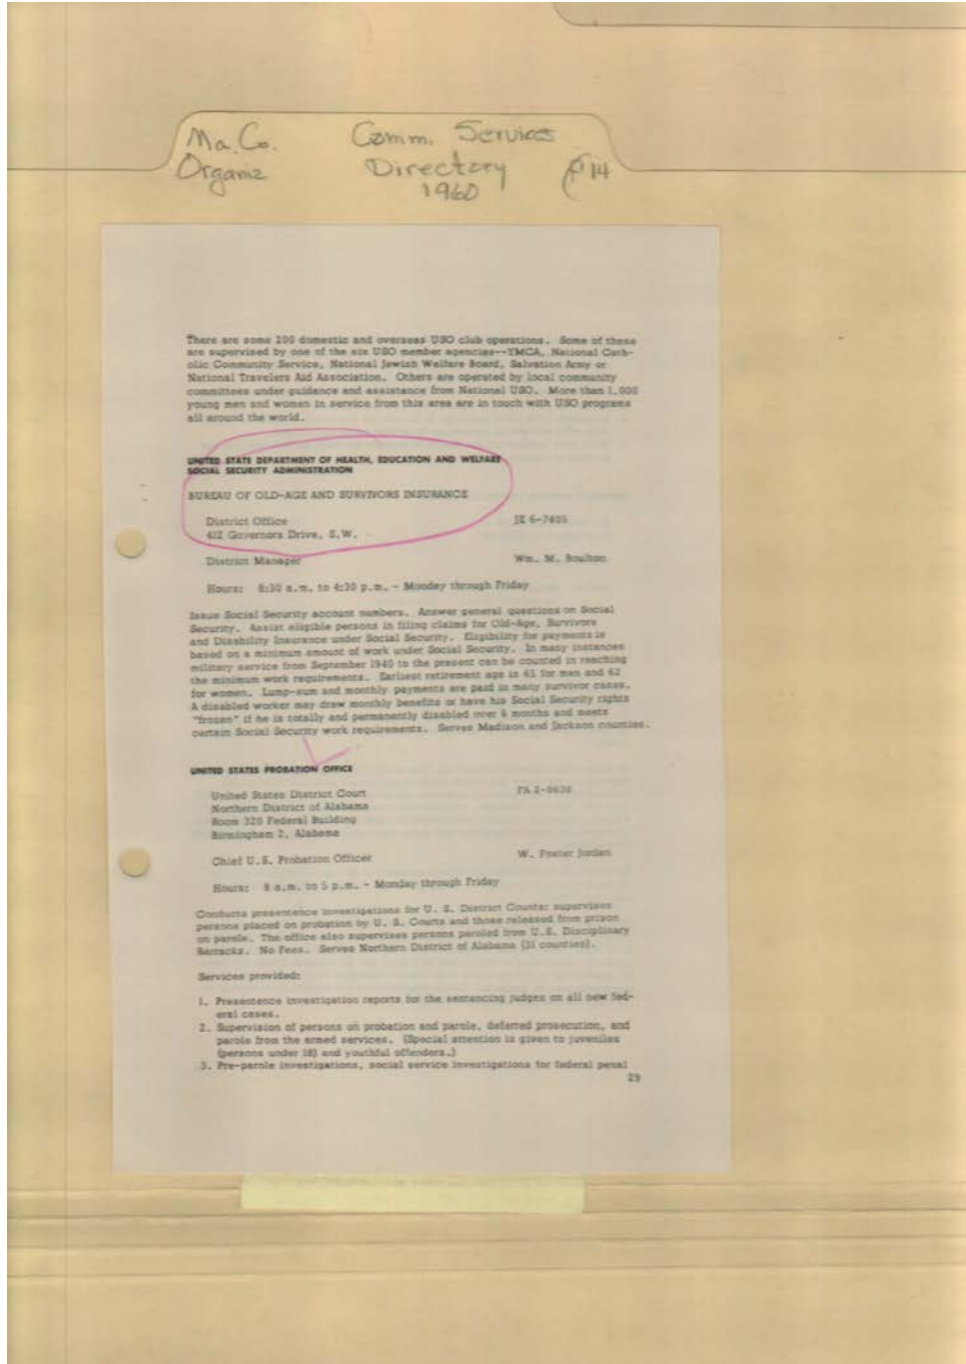 Ma. Co. Comm. Services
Organiz Directory #14
1960
There are some 200 domestic and overseas USO club operations. Some of these
are supervised by one of the six USO member agencies--YMCA, National Cath-
olic Community Service, National Jewish Welfare Board, Salvation Army or
National Travelers Aid Association. Others are operated by local community
committees under guidance and assistance from National USO. More than 1,000
young men and women in service from this area are in touch with USO programs
all around the world.
UNITED STATE DEPARTMENT OF HEALTH, EDUCATION AND WELFARE
SOCIAL SECURITY ADMINISTRATION
BUREAU OF OLD-AGE AND SURVIVORS INSURANCE
District Office JE 6-7405
412 Governors Drive, S.W.
District Manager Wm. M. Boulton
Hours: 8:30 a.m. to 4:30 p.m. - Monday through Friday
Issue Social Security account numbers. Answer general questions on Social
Security. Assist eligible persons in filing claims for Old-Age, Survivors
and Disability Insurance under Social Security. Eligibility for payments is
based on a minimum amount of work under Social Security. In many instances
military service from September 1940 to the present can be counted in reaching
the minimum work requirements. Earliest retirement age is 65 for men and 62
for women. Lump-sum and monthly payments are paid in many survivor cases.
A disabled worker may draw monthly benefits or have his Social Security rights
"frozen" if he is totally and permanently disabled over 6 months and meets
certain Social Security work requirements. Serves Madison and Jackson counties.
UNITED STATES PROBATION OFFICE
United States District Court
Northern District of Alabama
Room 320 Federal Building
Birmingham 2, Alabama
Chief U.S. Probation Officer W. Foster Jordan
Hours: 8 a.m. to 5 p.m. - Monday through Friday
Conducts presentence investigations for U. S. District Counter supervises
persons placed on probation by U. S. Courts and those released from prison
on parole. The office also supervises persons paroled from U.S. Disciplinary
Barracks. No Fees. Serves Northern District of Alabama (31 counties).
Services provided:
1. Presentence investigation reports for the sentencing judges on all new fed-
eral cases.
2. Supervision of persons on probation and parole, deferred prosecution, and
parole from the armed services. (Special attention is given to juveniles
(persons under 18) and youthful offenders.)
3. Pre-parole investigations, social service investigations for federal penal
29